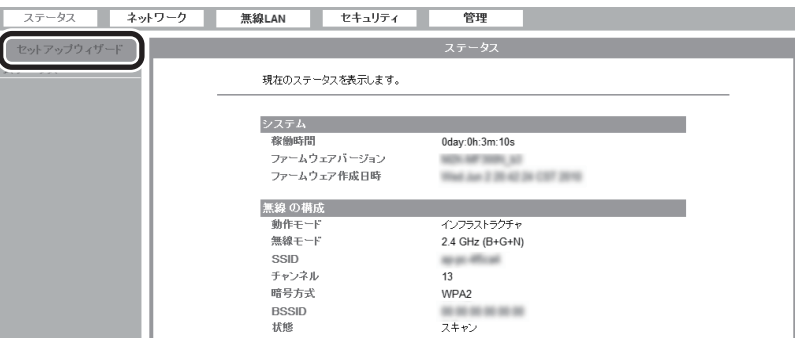 ステータス ネットワーク 無線LAN セキュリティ 管理
セットアップウィザード
ステータス
現在のステータスを表示します。
システム
稼働時間 0day:0h:3m:10s
ファームウェアバージョン
ファームウェア作成日時
無線の構成
動作モード インフラストラクチャ
無線モード 2.4 GHz (B+G+N)
SSID
チャンネル 13
暗号方式 WPA2
BSSID
状態 スキャン